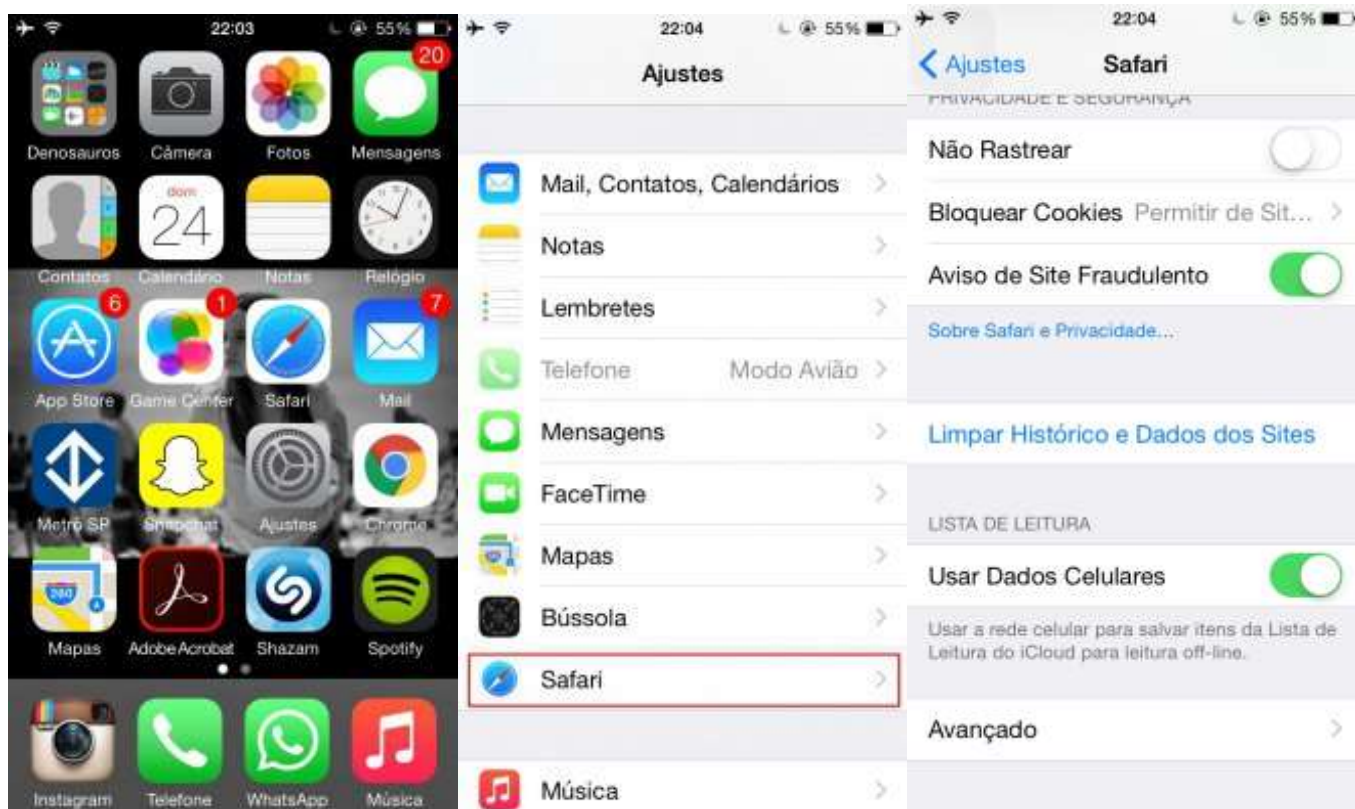 22:03
55%
20
Denosauros Câmera Fotos Mensagens
dom
24
Contatos Calendário Notas Relógio
6 1 7
App Store Game Center Safari Mail
Metrô SP Snapchat Ajustes Chrome
280
Mapas Adobe Acrobat Shazam Spotify
Instagram Telefone WhatsApp Música
22:04
55%
Ajustes
Mail, Contatos, Calendários
Notas
Lembretes
Telefone Modo Avião
Mensagens
FaceTime
Mapas
Bússola
Safari
Música
22:04
55%
Ajustes Safari
PRIVACIDADE E SEGURANÇA
Não Rastrear
Bloquear Cookies Permitir de Sit...
Aviso de Site Fraudulento
Sobre Safari e Privacidade...
Limpar Histórico e Dados dos Sites
LISTA DE LEITURA
Usar Dados Celulares
Usar a rede celular para salvar itens da Lista de
Leitura do iCloud para leitura off-line.
Avançado